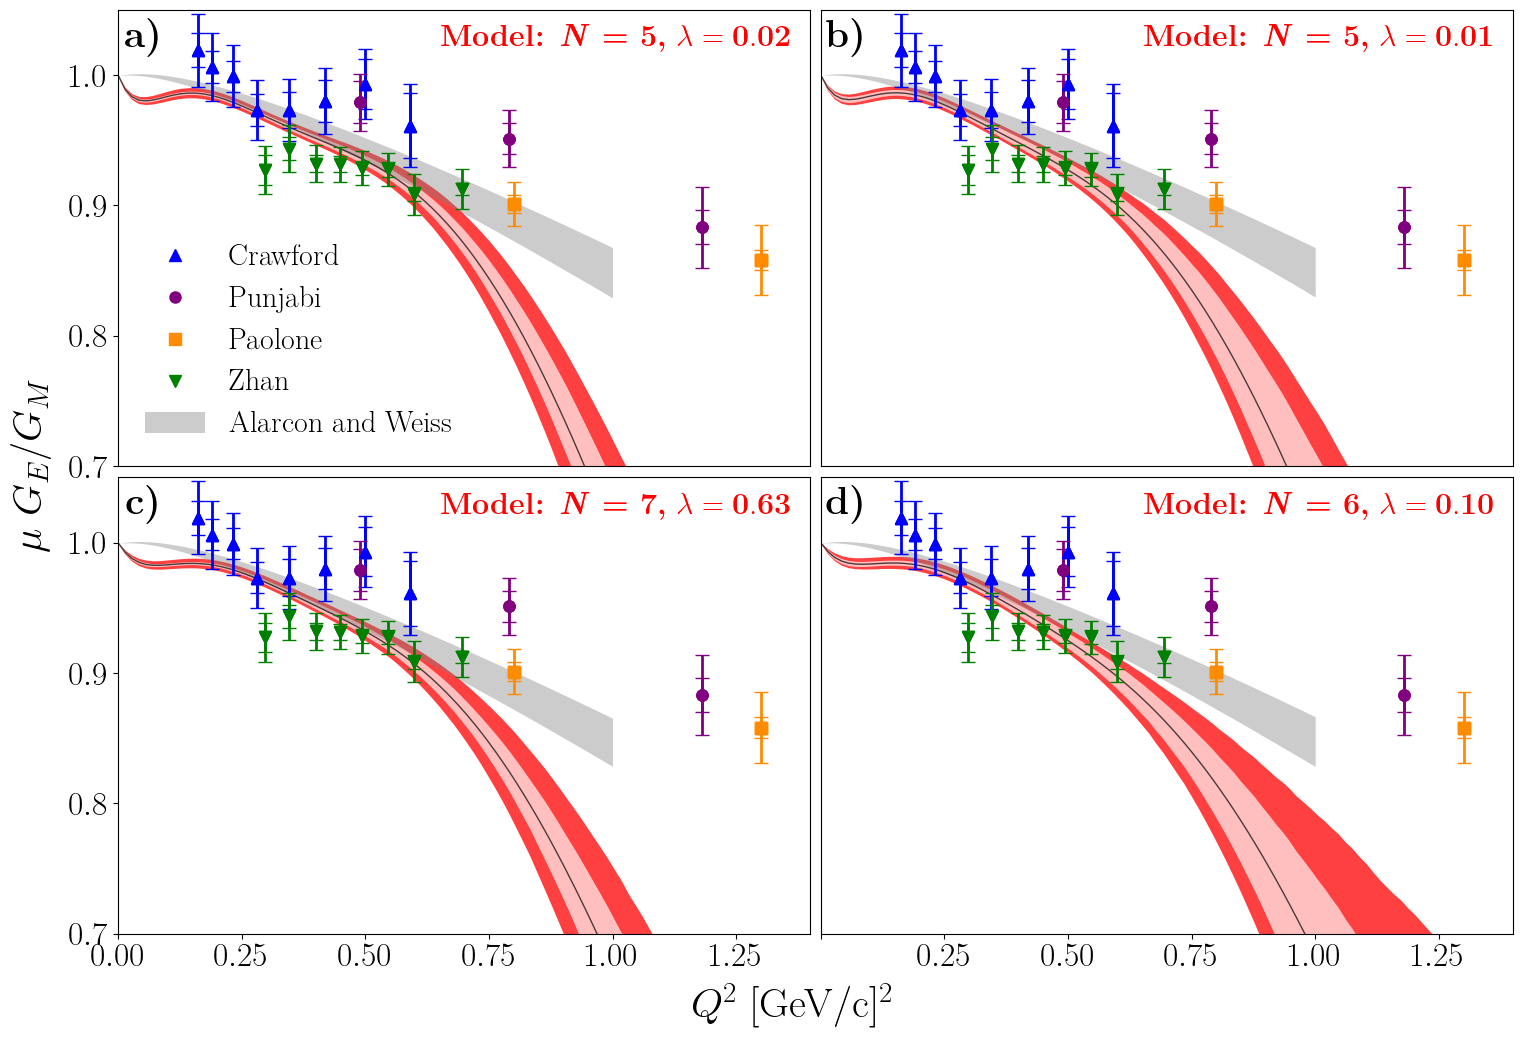 a) Model: N = 5, λ = 0.02
b) Model: N = 5, λ = 0.01
1.0
0.9
0.8
0.7
Crawford
Punjabi
Paolone
Zhan
Alarcon and Weiss
μ G_E/G_M
c) Model: N = 7, λ = 0.63
d) Model: N = 6, λ = 0.10
1.0
0.9
0.8
0.7
0.00 0.25 0.50 0.75 1.00 1.25
0.25 0.50 0.75 1.00 1.25
Q² [GeV/c]²